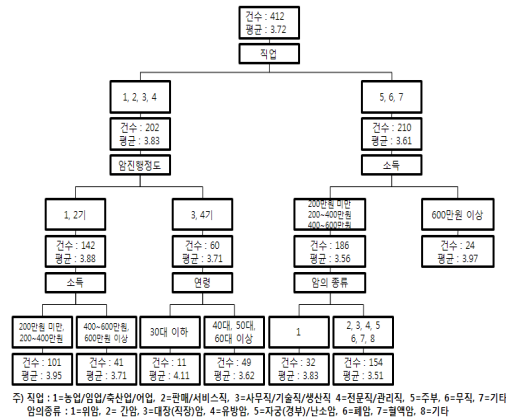 건수 : 412
평균 : 3.72
직업
1, 2, 3, 4
5, 6, 7
건수 : 202
평균 : 3.83
건수 : 210
평균 : 3.61
암진행정도
소득
1, 2기
3, 4기
200만원 미만
200~400만원
400~600만원
600만원 이상
건수 : 142
평균 : 3.88
건수 : 60
평균 : 3.71
건수 : 186
평균 : 3.56
건수 : 24
평균 : 3.97
소득
연령
암의 종류
200만원 미만,
200~400만원
400~600만원,
600만원 이상
30대 이하
40대, 50대,
60대 이상
1
2, 3, 4, 5
6, 7, 8
건수 : 101
평균 : 3.95
건수 : 41
평균 : 3.71
건수 : 11
평균 : 4.11
건수 : 49
평균 : 3.62
건수 : 32
평균 : 3.83
건수 : 154
평균 : 3.51
주) 직업 : 1=농업/임업/축산업/어업, 2=판매/서비스직, 3=사무직/기술직/생산직 4=전문직/관리직, 5=주부, 6=무직, 7=기타
암의종류 : 1=위암, 2= 간암, 3=대장(직장)암, 4=유방암, 5=자궁(경부)/난소암, 6=폐암, 7=혈액암, 8=기타